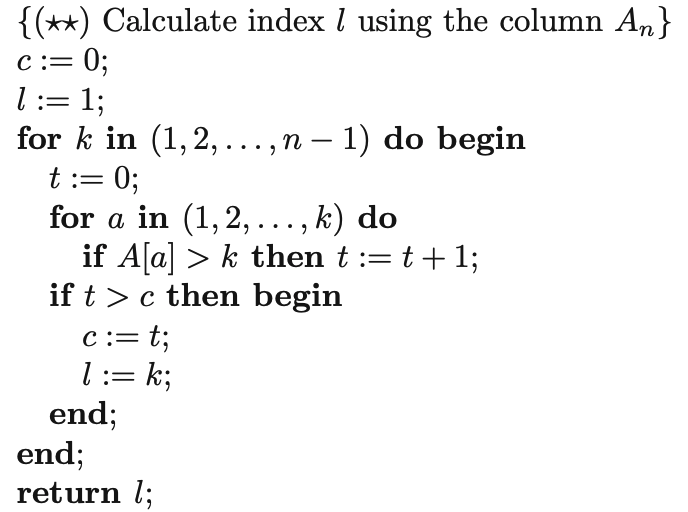 {(⋆⋆) Calculate index l using the column Aₙ}
c := 0;
l := 1;
for k in (1, 2, . . . , n − 1) do begin
t := 0;
for a in (1, 2, . . . , k) do
if A[a] > k then t := t + 1;
if t > c then begin
c := t;
l := k;
end;
end;
return l;